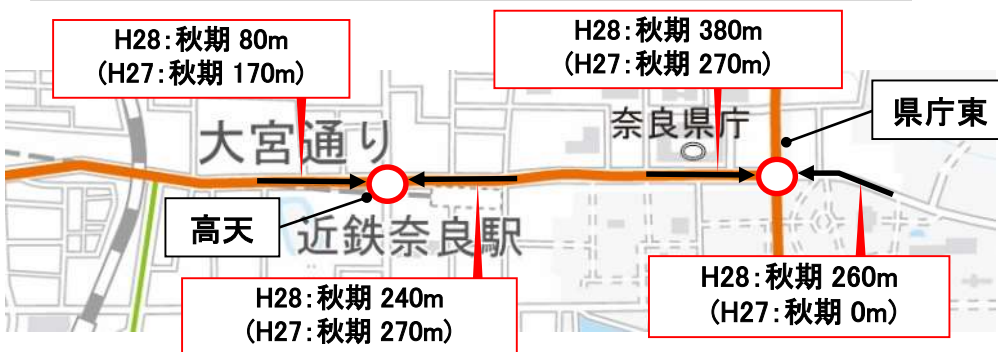 H28:秋期 80m
(H27:秋期 170m)
H28:秋期 380m
(H27:秋期 270m)
県庁東
奈良県庁
大宮通り
高天
近鉄奈良駅
H28:秋期 240m
(H27:秋期 270m)
H28:秋期 260m
(H27:秋期 0m)